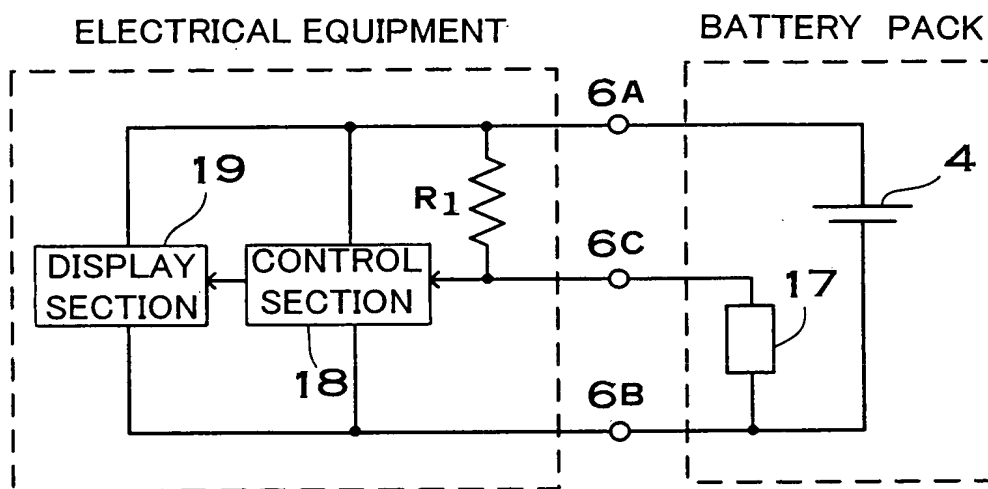 ELECTRICAL EQUIPMENT
BATTERY PACK
6A
4
19
R1
6C
DISPLAY
SECTION
CONTROL
SECTION
17
18
6B